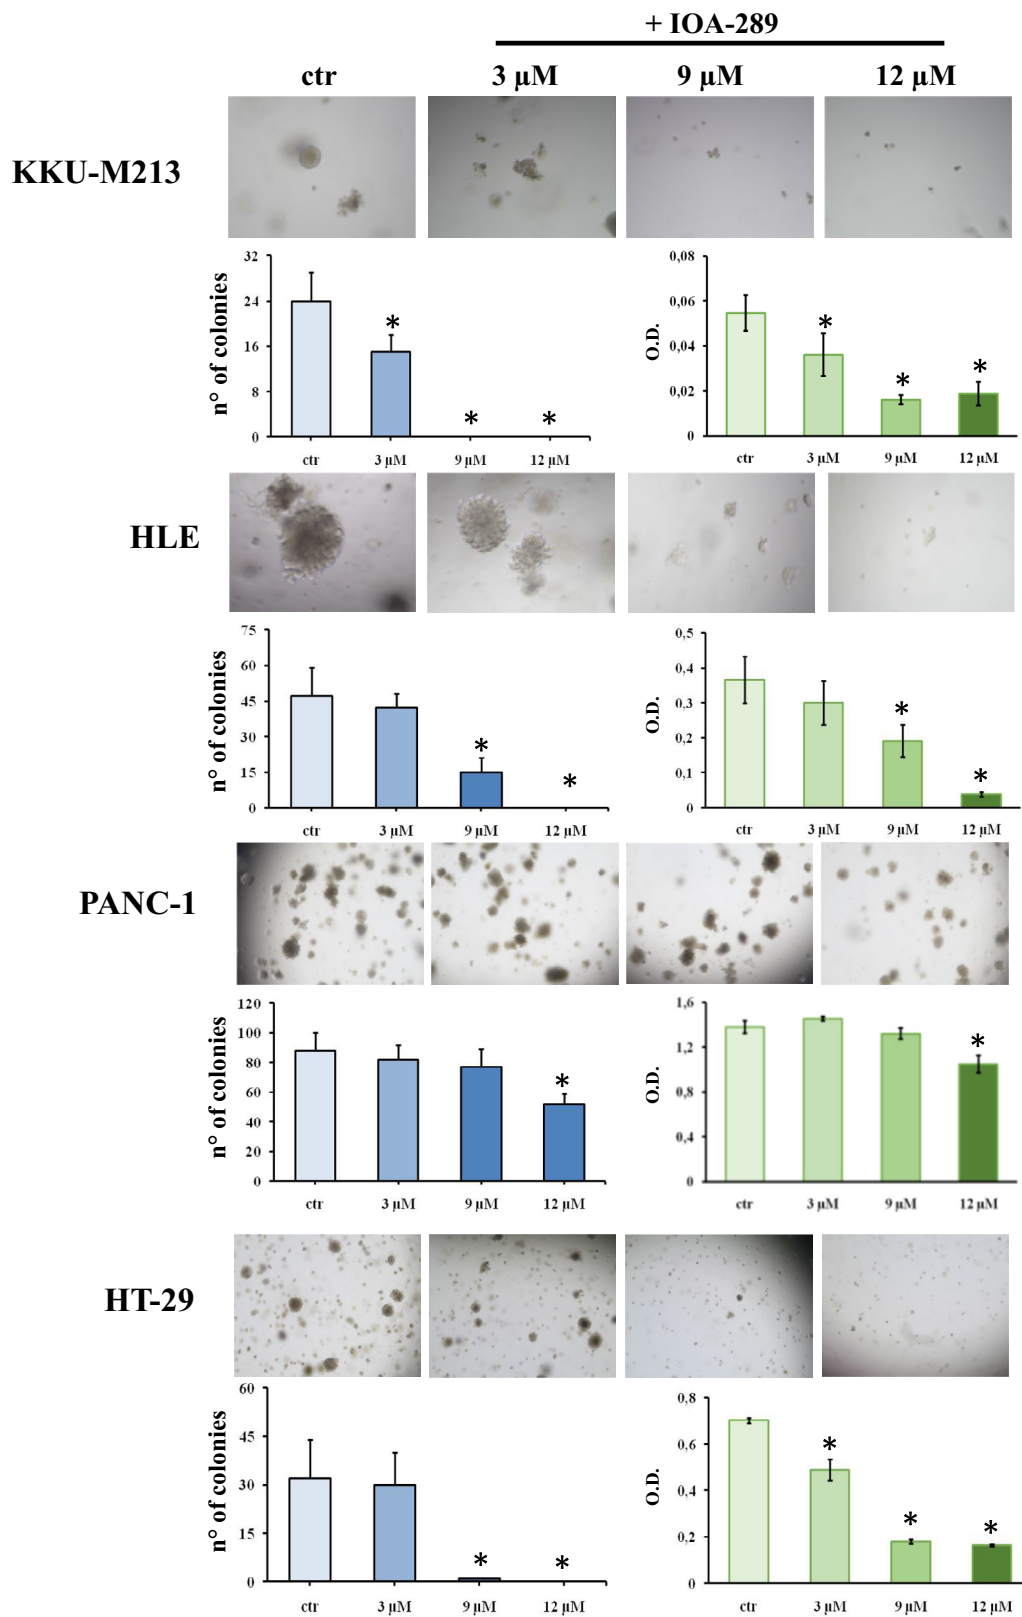 + IOA-289
ctr 3 µM 9 µM 12 µM
KKU-M213
n° of colonies
32
24
16
8
0
* * *
ctr 3 µM 9 µM 12 µM
O.D.
0,08
0,06
0,04
0,02
0
* * *
ctr 3 µM 9 µM 12 µM
HLE
n° of colonies
75
60
45
30
15
0
* *
ctr 3 µM 9 µM 12 µM
O.D.
0,5
0,4
0,3
0,2
0,1
0
* *
ctr 3 µM 9 µM 12 µM
PANC-1
n° of colonies
120
100
80
60
40
20
0
*
ctr 3 µM 9 µM 12 µM
O.D.
1,6
1,2
0,8
0,4
0
*
ctr 3 µM 9 µM 12 µM
HT-29
n° of colonies
60
45
30
15
0
* *
ctr 3 µM 9 µM 12 µM
O.D.
0,8
0,6
0,4
0,2
0
* * *
ctr 3 µM 9 µM 12 µM